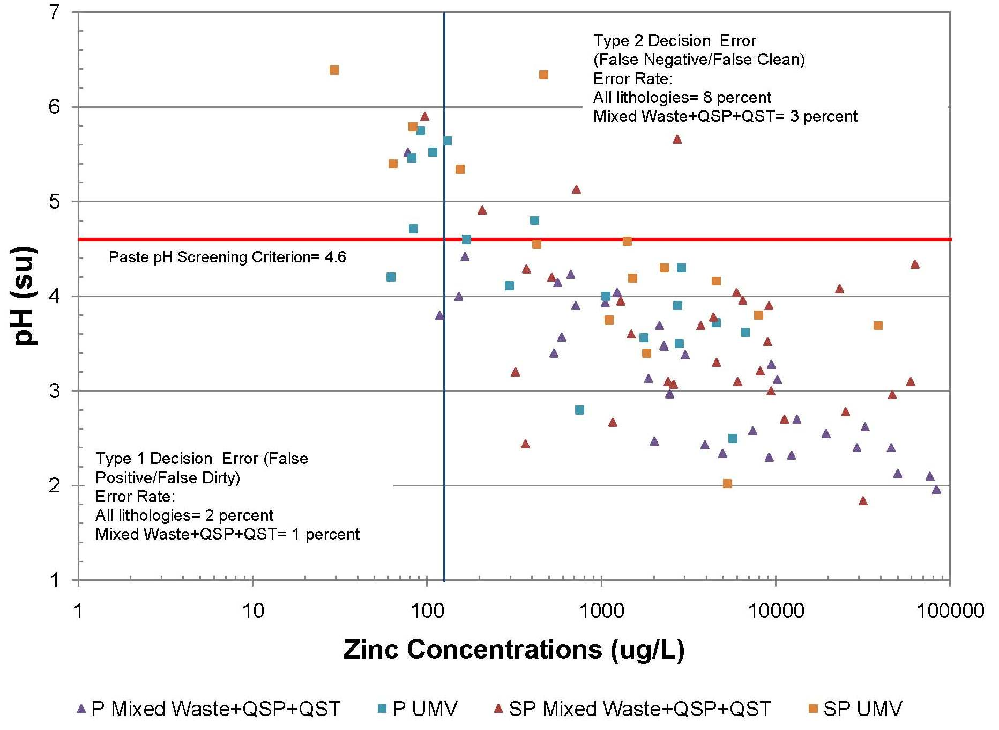 7
Type 2 Decision Error
(False Negative/False Clean)
Error Rate:
All lithologies= 8 percent
Mixed Waste+QSP+QST= 3 percent
6
5
Paste pH Screening Criterion= 4.6
pH (su)
4
3
Type 1 Decision Error (False
Positive/False Dirty)
Error Rate:
All lithologies= 2 percent
Mixed Waste+QSP+QST= 1 percent
2
1
1 10 100 1000 10000 100000
Zinc Concentrations (ug/L)
P Mixed Waste+QSP+QST P UMV SP Mixed Waste+QSP+QST SP UMV